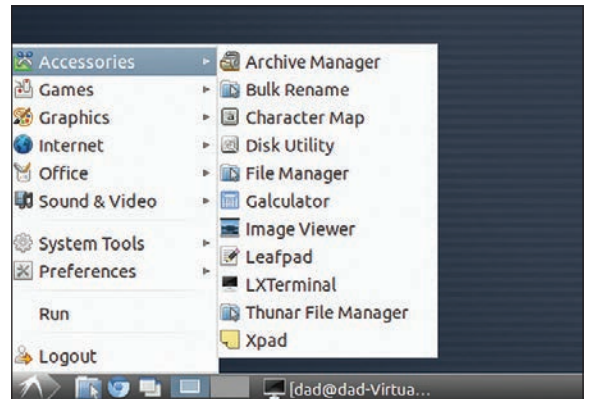 Accessories
Games
Graphics
Internet
Office
Sound & Video
System Tools
Preferences
Run
Logout
Archive Manager
Bulk Rename
Character Map
Disk Utility
File Manager
Galculator
Image Viewer
Leafpad
LXTerminal
Thunar File Manager
Xpad
[dad@dad-Virtua...